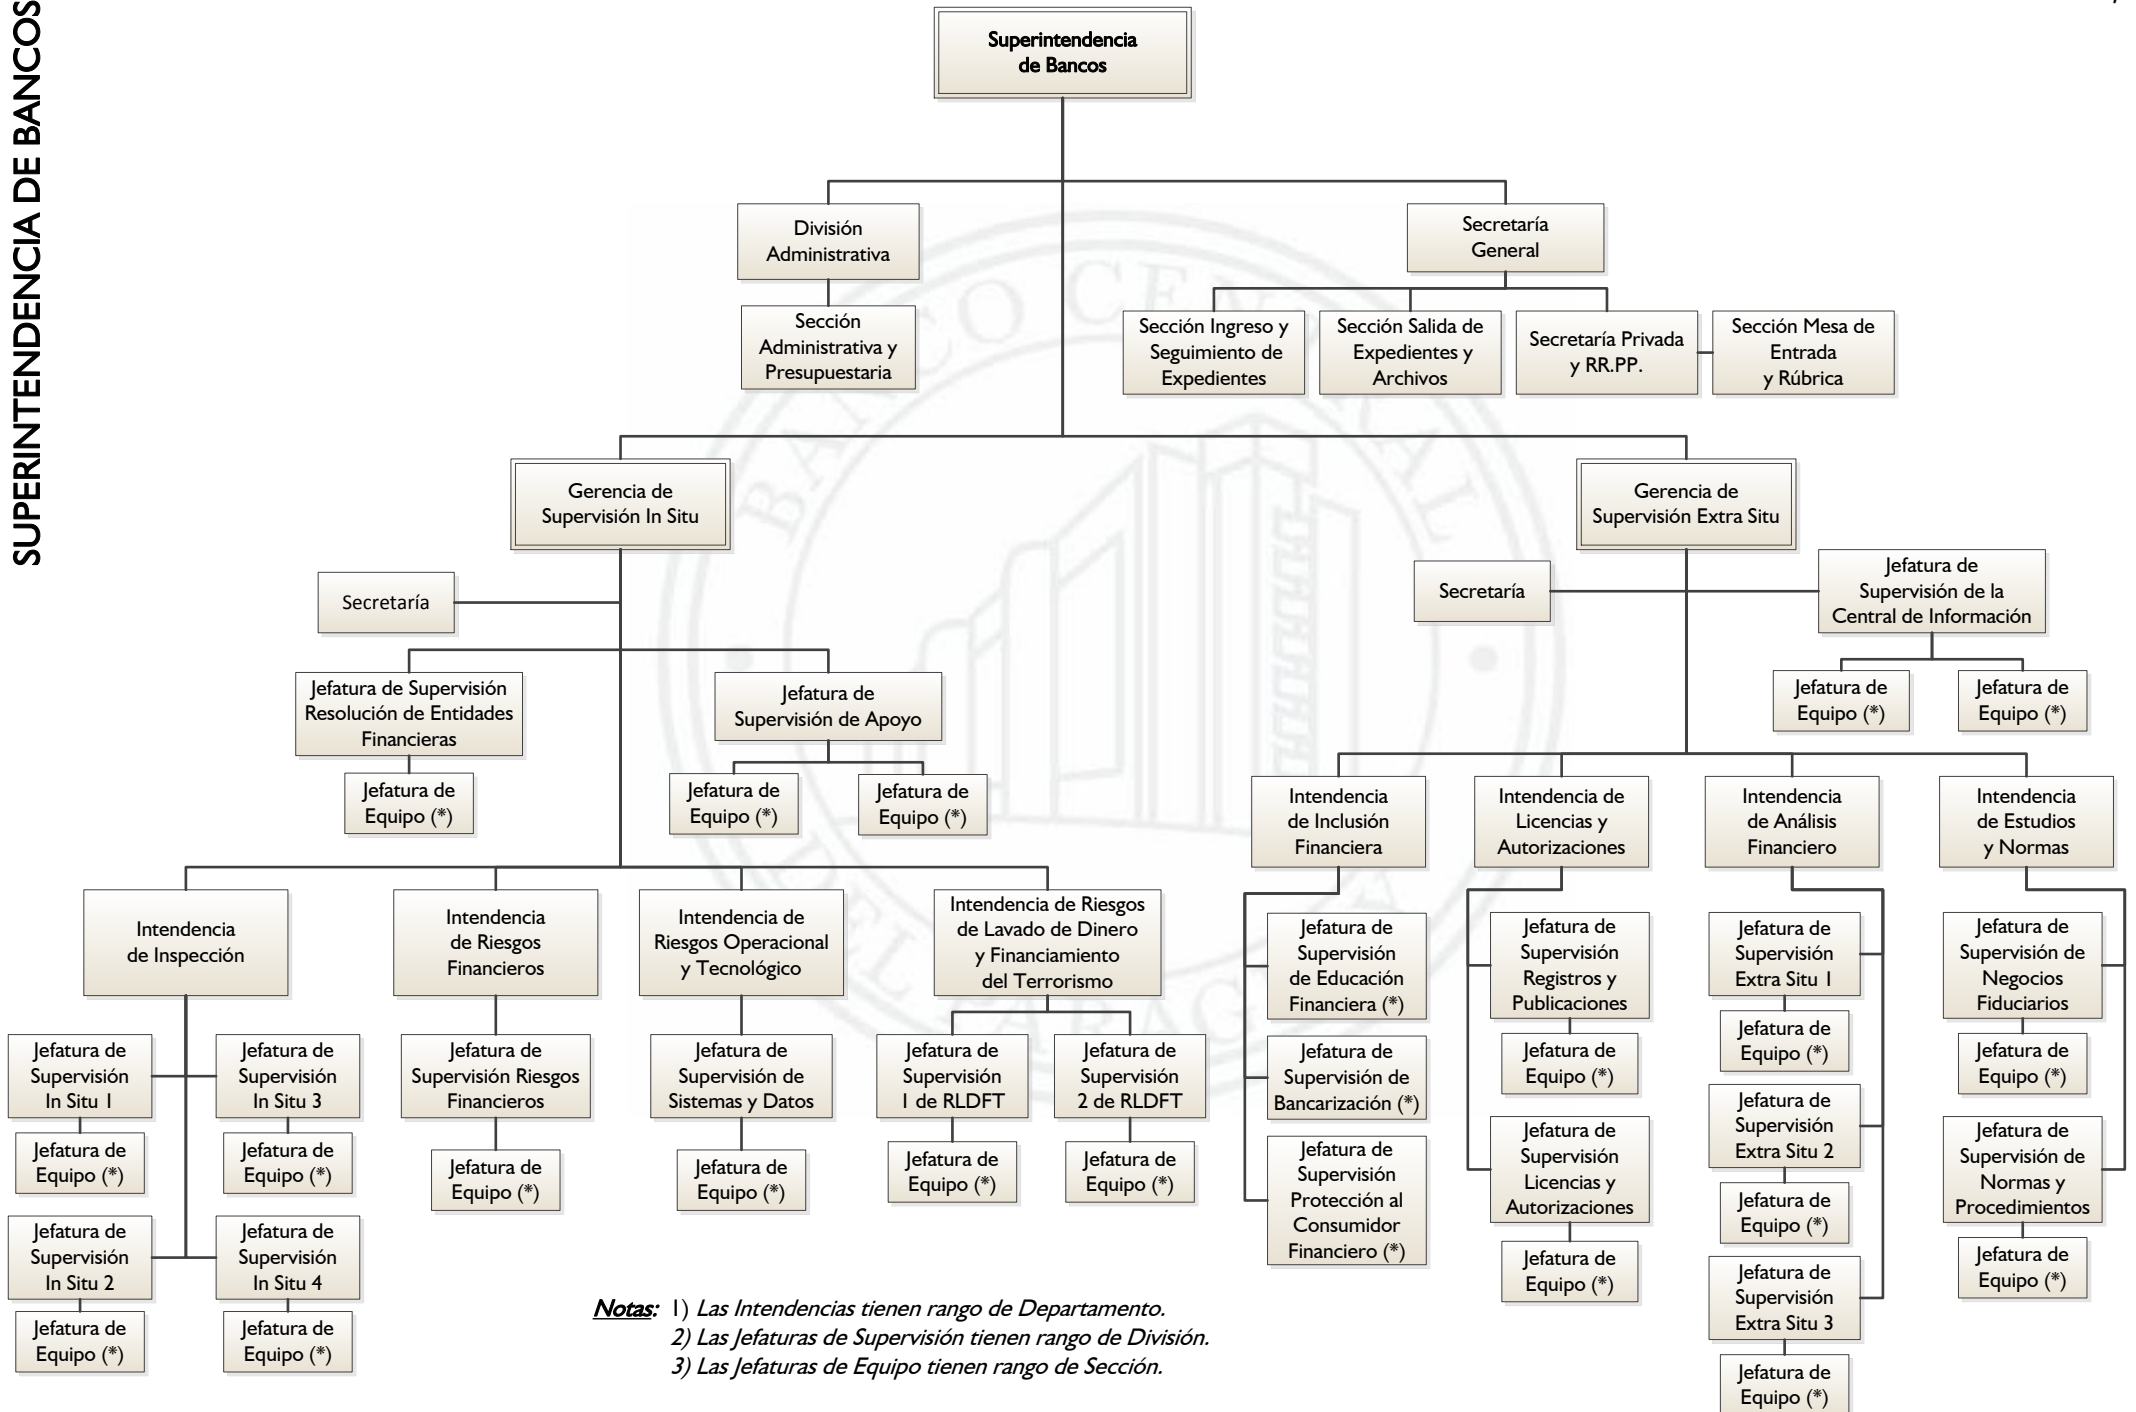 SUPERINTENDENCIA DE BANCOS
Superintendencia
de Bancos
División
Administrativa
Sección
Administrativa y
Presupuestaria
Secretaría
General
Sección Ingreso y
Seguimiento de
Expedientes
Sección Salida de
Expedientes y
Archivos
Secretaría Privada
y RR.PP.
Sección Mesa de
Entrada
y Rúbrica
Gerencia de
Supervisión In Situ
Secretaría
Jefatura de Supervisión
Resolución de Entidades
Financieras
Jefatura de
Equipo (*)
Jefatura de
Supervisión de Apoyo
Jefatura de
Equipo (*)
Jefatura de
Equipo (*)
Intendencia
de Inspección
Jefatura de
Supervisión
In Situ 1
Jefatura de
Equipo (*)
Jefatura de
Supervisión
In Situ 3
Jefatura de
Equipo (*)
Jefatura de
Supervisión
In Situ 2
Jefatura de
Equipo (*)
Jefatura de
Supervisión
In Situ 4
Jefatura de
Equipo (*)
Intendencia
de Riesgos
Financieros
Jefatura de
Supervisión Riesgos
Financieros
Jefatura de
Equipo (*)
Intendencia de
Riesgos Operacional
y Tecnológico
Jefatura de
Supervisión de
Sistemas y Datos
Jefatura de
Equipo (*)
Intendencia de Riesgos
de Lavado de Dinero
y Financiamiento
del Terrorismo
Jefatura de
Supervisión
1 de RLDFT
Jefatura de
Equipo (*)
Jefatura de
Supervisión
2 de RLDFT
Jefatura de
Equipo (*)
Gerencia de
Supervisión Extra Situ
Secretaría
Jefatura de
Supervisión de la
Central de Información
Jefatura de
Equipo (*)
Jefatura de
Equipo (*)
Intendencia
de Inclusión
Financiera
Jefatura de
Supervisión
de Educación
Financiera (*)
Jefatura de
Supervisión de
Bancarización (*)
Jefatura de
Supervisión
Protección al
Consumidor
Financiero (*)
Intendencia de
Licencias y
Autorizaciones
Jefatura de
Supervisión
Registros y
Publicaciones
Jefatura de
Equipo (*)
Jefatura de
Supervisión
Licencias y
Autorizaciones
Jefatura de
Equipo (*)
Intendencia
de Análisis
Financiero
Jefatura de
Supervisión
Extra Situ 1
Jefatura de
Equipo (*)
Jefatura de
Supervisión
Extra Situ 2
Jefatura de
Equipo (*)
Jefatura de
Supervisión
Extra Situ 3
Jefatura de
Equipo (*)
Intendencia
de Estudios
y Normas
Jefatura de
Supervisión de
Negocios
Fiduciarios
Jefatura de
Equipo (*)
Jefatura de
Supervisión de
Normas y
Procedimientos
Jefatura de
Equipo (*)
Notas: 1) Las Intendencias tienen rango de Departamento.
2) Las Jefaturas de Supervisión tienen rango de División.
3) Las Jefaturas de Equipo tienen rango de Sección.
BANCO CENTRAL
DEL PARAGUAY